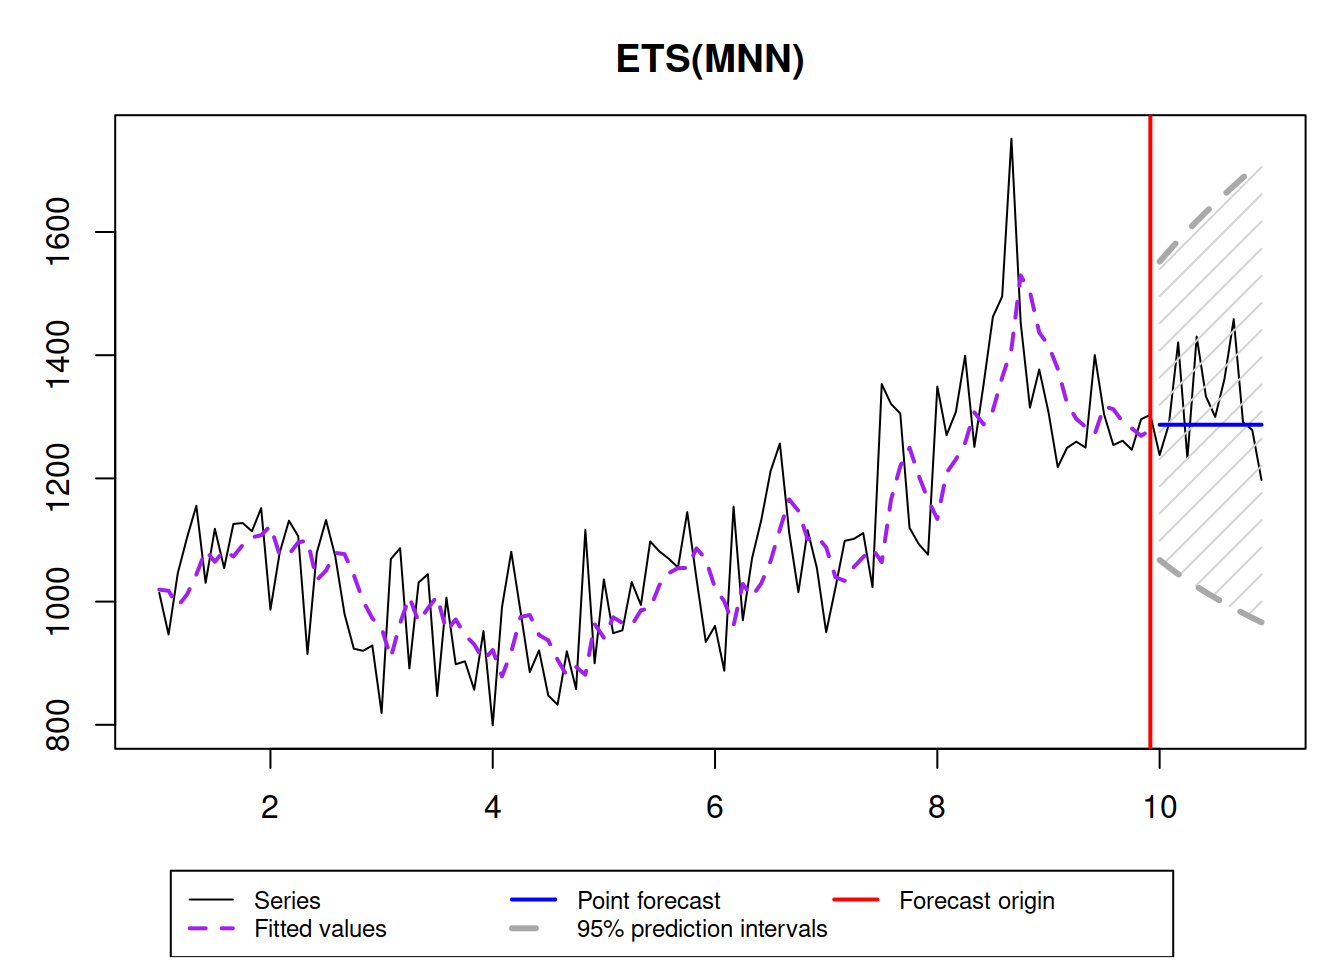 ETS(MNN)
1600
1400
1200
1000
800
2 4 6 8 10
Series Point forecast Forecast origin
Fitted values 95% prediction intervals